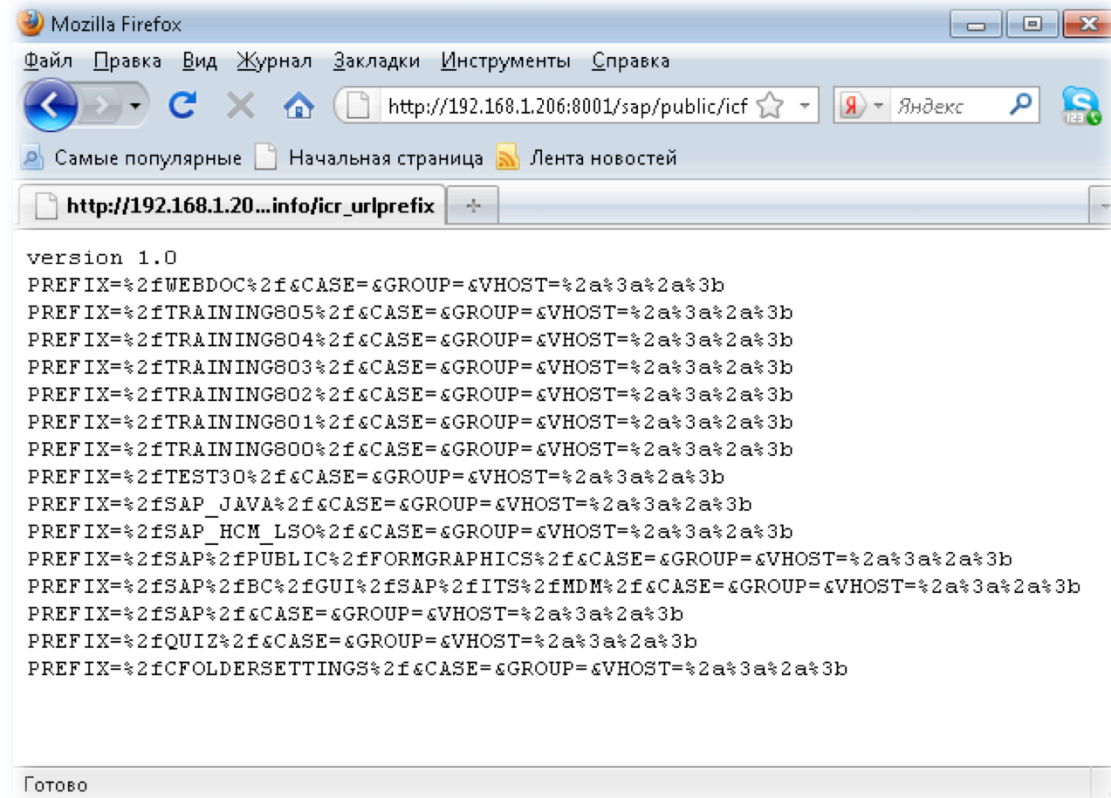 Mozilla Firefox
Файл Правка Вид Журнал Закладки Инструменты Справка
http://192.168.1.206:8001/sap/public/icf Яндекс
Самые популярные Начальная страница Лента новостей
http://192.168.1.20...info/icr_urlprefix
version 1.0
PREFIX=%2fWEBDOC%2f&CASE=&GROUP=&VHOST=%2a%3a%2a%3b
PREFIX=%2fTRAINING805%2f&CASE=&GROUP=&VHOST=%2a%3a%2a%3b
PREFIX=%2fTRAINING804%2f&CASE=&GROUP=&VHOST=%2a%3a%2a%3b
PREFIX=%2fTRAINING803%2f&CASE=&GROUP=&VHOST=%2a%3a%2a%3b
PREFIX=%2fTRAINING802%2f&CASE=&GROUP=&VHOST=%2a%3a%2a%3b
PREFIX=%2fTRAINING801%2f&CASE=&GROUP=&VHOST=%2a%3a%2a%3b
PREFIX=%2fTRAINING800%2f&CASE=&GROUP=&VHOST=%2a%3a%2a%3b
PREFIX=%2fTEST30%2f&CASE=&GROUP=&VHOST=%2a%3a%2a%3b
PREFIX=%2fSAP_JAVA%2f&CASE=&GROUP=&VHOST=%2a%3a%2a%3b
PREFIX=%2fSAP_HCM_LSO%2f&CASE=&GROUP=&VHOST=%2a%3a%2a%3b
PREFIX=%2fSAP%2fPUBLIC%2fFORMGRAPHICS%2f&CASE=&GROUP=&VHOST=%2a%3a%2a%3b
PREFIX=%2fSAP%2fBC%2fGUI%2fSAP%2fITS%2fMDM%2f&CASE=&GROUP=&VHOST=%2a%3a%2a%3b
PREFIX=%2fSAP%2f&CASE=&GROUP=&VHOST=%2a%3a%2a%3b
PREFIX=%2fQUIZ%2f&CASE=&GROUP=&VHOST=%2a%3a%2a%3b
PREFIX=%2fCFOLDERSETTINGS%2f&CASE=&GROUP=&VHOST=%2a%3a%2a%3b
Готово